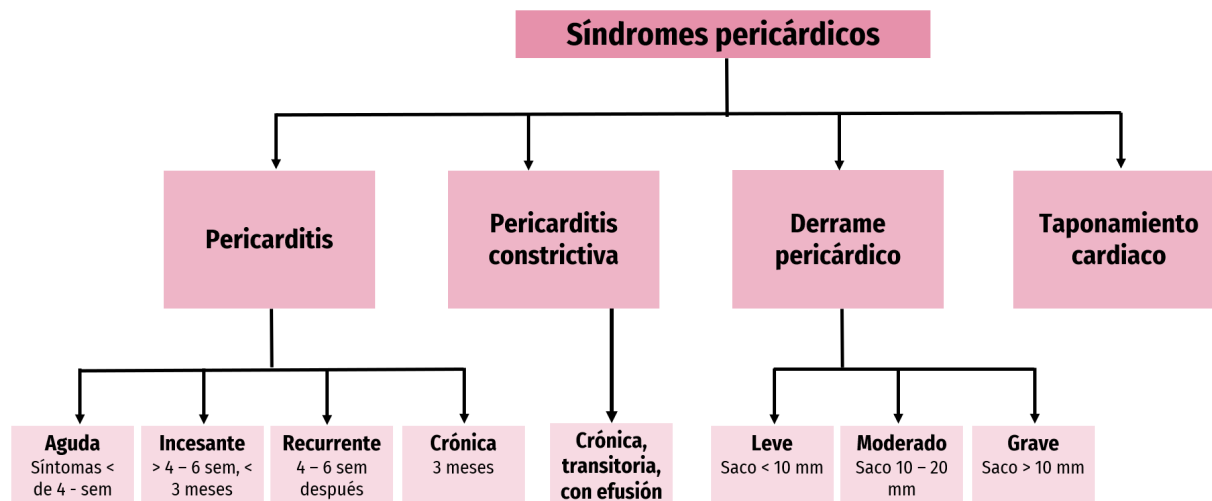 Síndromes pericárdicos
Pericarditis
Pericarditis
constrictiva
Derrame
pericárdico
Taponamiento
cardiaco
Aguda
Síntomas <
de 4 - sem
Incesante
> 4 – 6 sem, <
3 meses
Recurrente
4 – 6 sem
después
Crónica
3 meses
Crónica,
transitoria,
con efusión
Leve
Saco < 10 mm
Moderado
Saco 10 – 20
mm
Grave
Saco > 10 mm